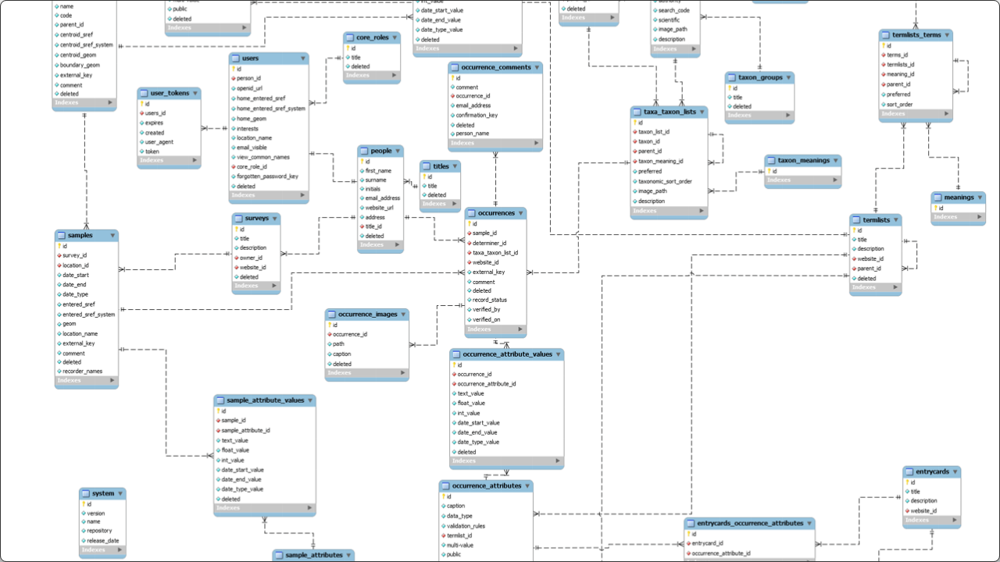 name
code
parent_id
centroid_sref
centroid_sref_system
centroid_geom
boundary_geom
external_key
comment
deleted
Indexes
public
deleted
Indexes
date_start_value
date_end_value
date_type_value
deleted
Indexes
deleted
Indexes
search_code
scientific
image_path
description
Indexes
core_roles
id
title
deleted
Indexes
termlists_terms
id
terms_id
termlists_id
meaning_id
parent_id
preferred
sort_order
Indexes
users
id
person_id
openid_url
home_entered_sref
home_entered_sref_system
home_geom
interests
location_name
email_visible
view_common_names
core_role_id
forgotten_password_key
deleted
Indexes
occurrence_comments
id
comment
occurrence_id
email_address
confirmation_key
deleted
person_name
Indexes
taxon_groups
id
title
deleted
Indexes
user_tokens
id
users_id
expires
created
user_agent
token
Indexes
taxa_taxon_lists
id
taxon_list_id
taxon_id
parent_id
taxon_meaning_id
preferred
taxonomic_sort_order
image_path
description
Indexes
people
id
first_name
surname
initials
email_address
website_url
address
title_id
deleted
Indexes
titles
id
title
deleted
Indexes
taxon_meanings
id
Indexes
meanings
id
Indexes
samples
id
survey_id
location_id
date_start
date_end
date_type
entered_sref
entered_sref_system
geom
location_name
external_key
comment
deleted
recorder_names
Indexes
surveys
id
title
description
owner_id
website_id
deleted
Indexes
occurrences
id
sample_id
determiner_id
taxa_taxon_list_id
website_id
external_key
comment
deleted
record_status
verified_by
verified_on
Indexes
termlists
id
title
description
website_id
parent_id
deleted
Indexes
occurrence_images
id
occurrence_id
path
caption
deleted
Indexes
occurrence_attribute_values
id
occurrence_id
occurrence_attribute_id
text_value
float_value
int_value
date_start_value
date_end_value
date_type_value
deleted
Indexes
sample_attribute_values
id
sample_id
sample_attribute_id
text_value
float_value
int_value
date_start_value
date_end_value
date_type_value
deleted
Indexes
system
id
version
name
repository
release_date
Indexes
sample_attributes
occurrence_attributes
id
caption
data_type
validation_rules
termlist_id
multi-value
public
entrycards
id
title
description
website_id
Indexes
entrycards_occurrence_attributes
id
entrycard_id
occurrence_attribute_id